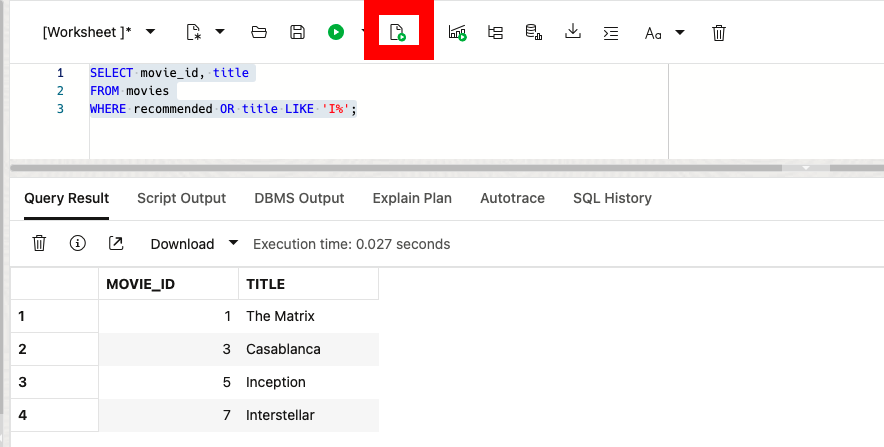 [Worksheet ]*
Aa
1 SELECT movie_id, title
2 FROM movies
3 WHERE recommended OR title LIKE 'I%';
Query Result Script Output DBMS Output Explain Plan Autotrace SQL History
Download Execution time: 0.027 seconds
MOVIE_ID TITLE
1 1 The Matrix
2 3 Casablanca
3 5 Inception
4 7 Interstellar